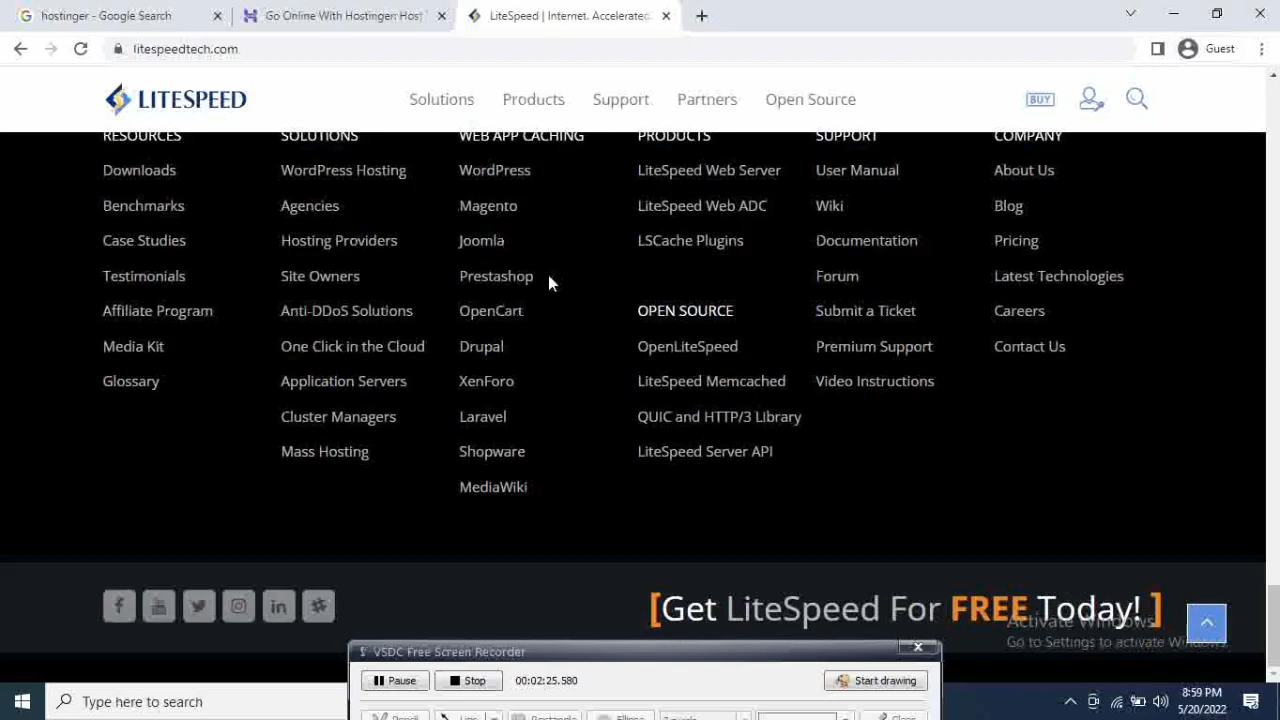 hostinger - Google Search
Go Online With Hostinger: Host
LiteSpeed | Internet. Accelerated.
litespeedtech.com
Guest
LITESPEED
Solutions
Products
Support
Partners
Open Source
BUY
RESOURCES
Downloads
Benchmarks
Case Studies
Testimonials
Affiliate Program
Media Kit
Glossary
SOLUTIONS
WordPress Hosting
Agencies
Hosting Providers
Site Owners
Anti-DDoS Solutions
One Click in the Cloud
Application Servers
Cluster Managers
Mass Hosting
WEB APP CACHING
WordPress
Magento
Joomla
Prestashop
OpenCart
Drupal
XenForo
Laravel
Shopware
MediaWiki
PRODUCTS
LiteSpeed Web Server
LiteSpeed Web ADC
LSCache Plugins
OPEN SOURCE
OpenLiteSpeed
LiteSpeed Memcached
QUIC and HTTP/3 Library
LiteSpeed Server API
SUPPORT
User Manual
Wiki
Documentation
Forum
Submit a Ticket
Premium Support
Video Instructions
COMPANY
About Us
Blog
Pricing
Latest Technologies
Careers
Contact Us
[Get LiteSpeed For FREE Today! ]
Activate Windows
Go to Settings to activate Windows.
VSDC Free Screen Recorder
Pause
Stop
00:02:25.580
Start drawing
Type here to search
8:59 PM
5/20/2022